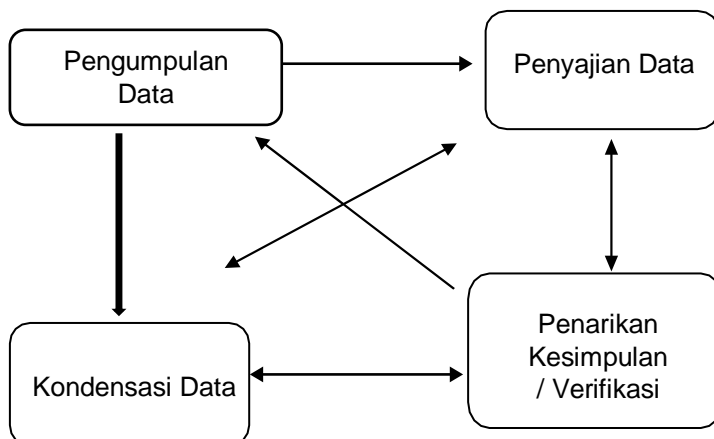 Pengumpulan
Data
Penyajian Data
Kondensasi Data
Penarikan
Kesimpulan
/ Verifikasi